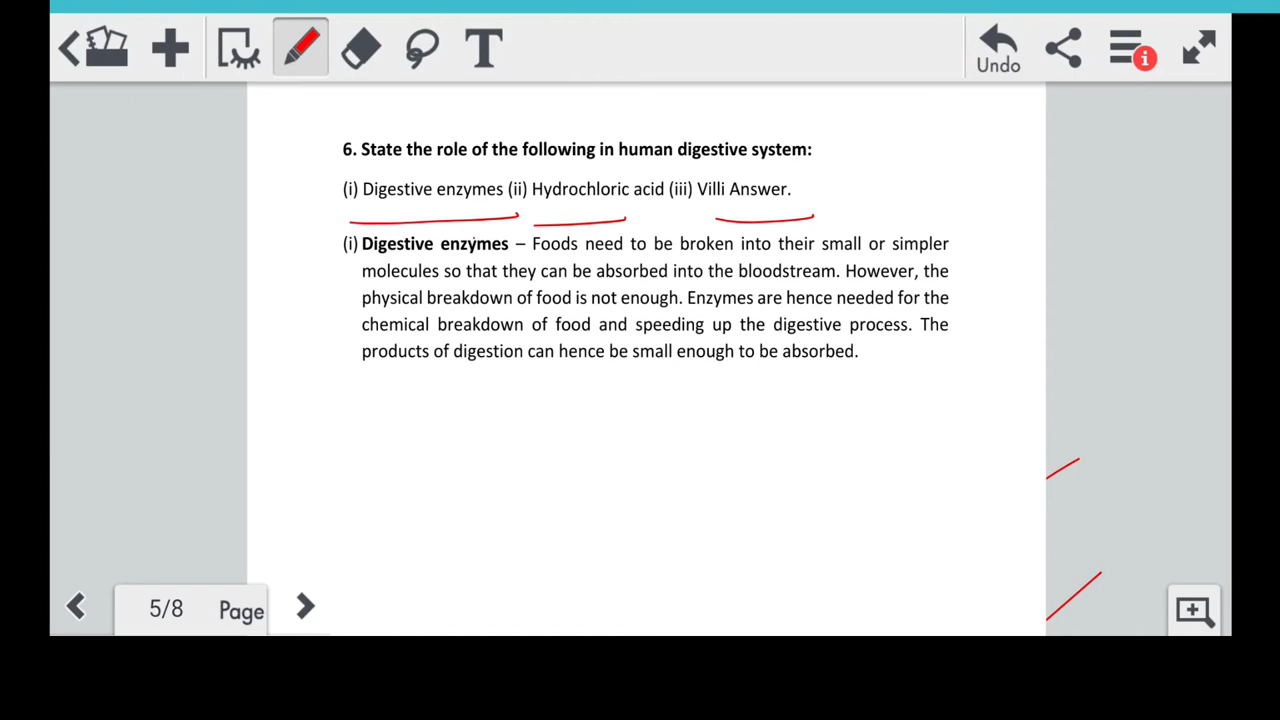 Undo
i
6. State the role of the following in human digestive system:
(i) Digestive enzymes (ii) Hydrochloric acid (iii) Villi Answer.
(i) Digestive enzymes – Foods need to be broken into their small or simpler
molecules so that they can be absorbed into the bloodstream. However, the
physical breakdown of food is not enough. Enzymes are hence needed for the
chemical breakdown of food and speeding up the digestive process. The
products of digestion can hence be small enough to be absorbed.
5/8 Page